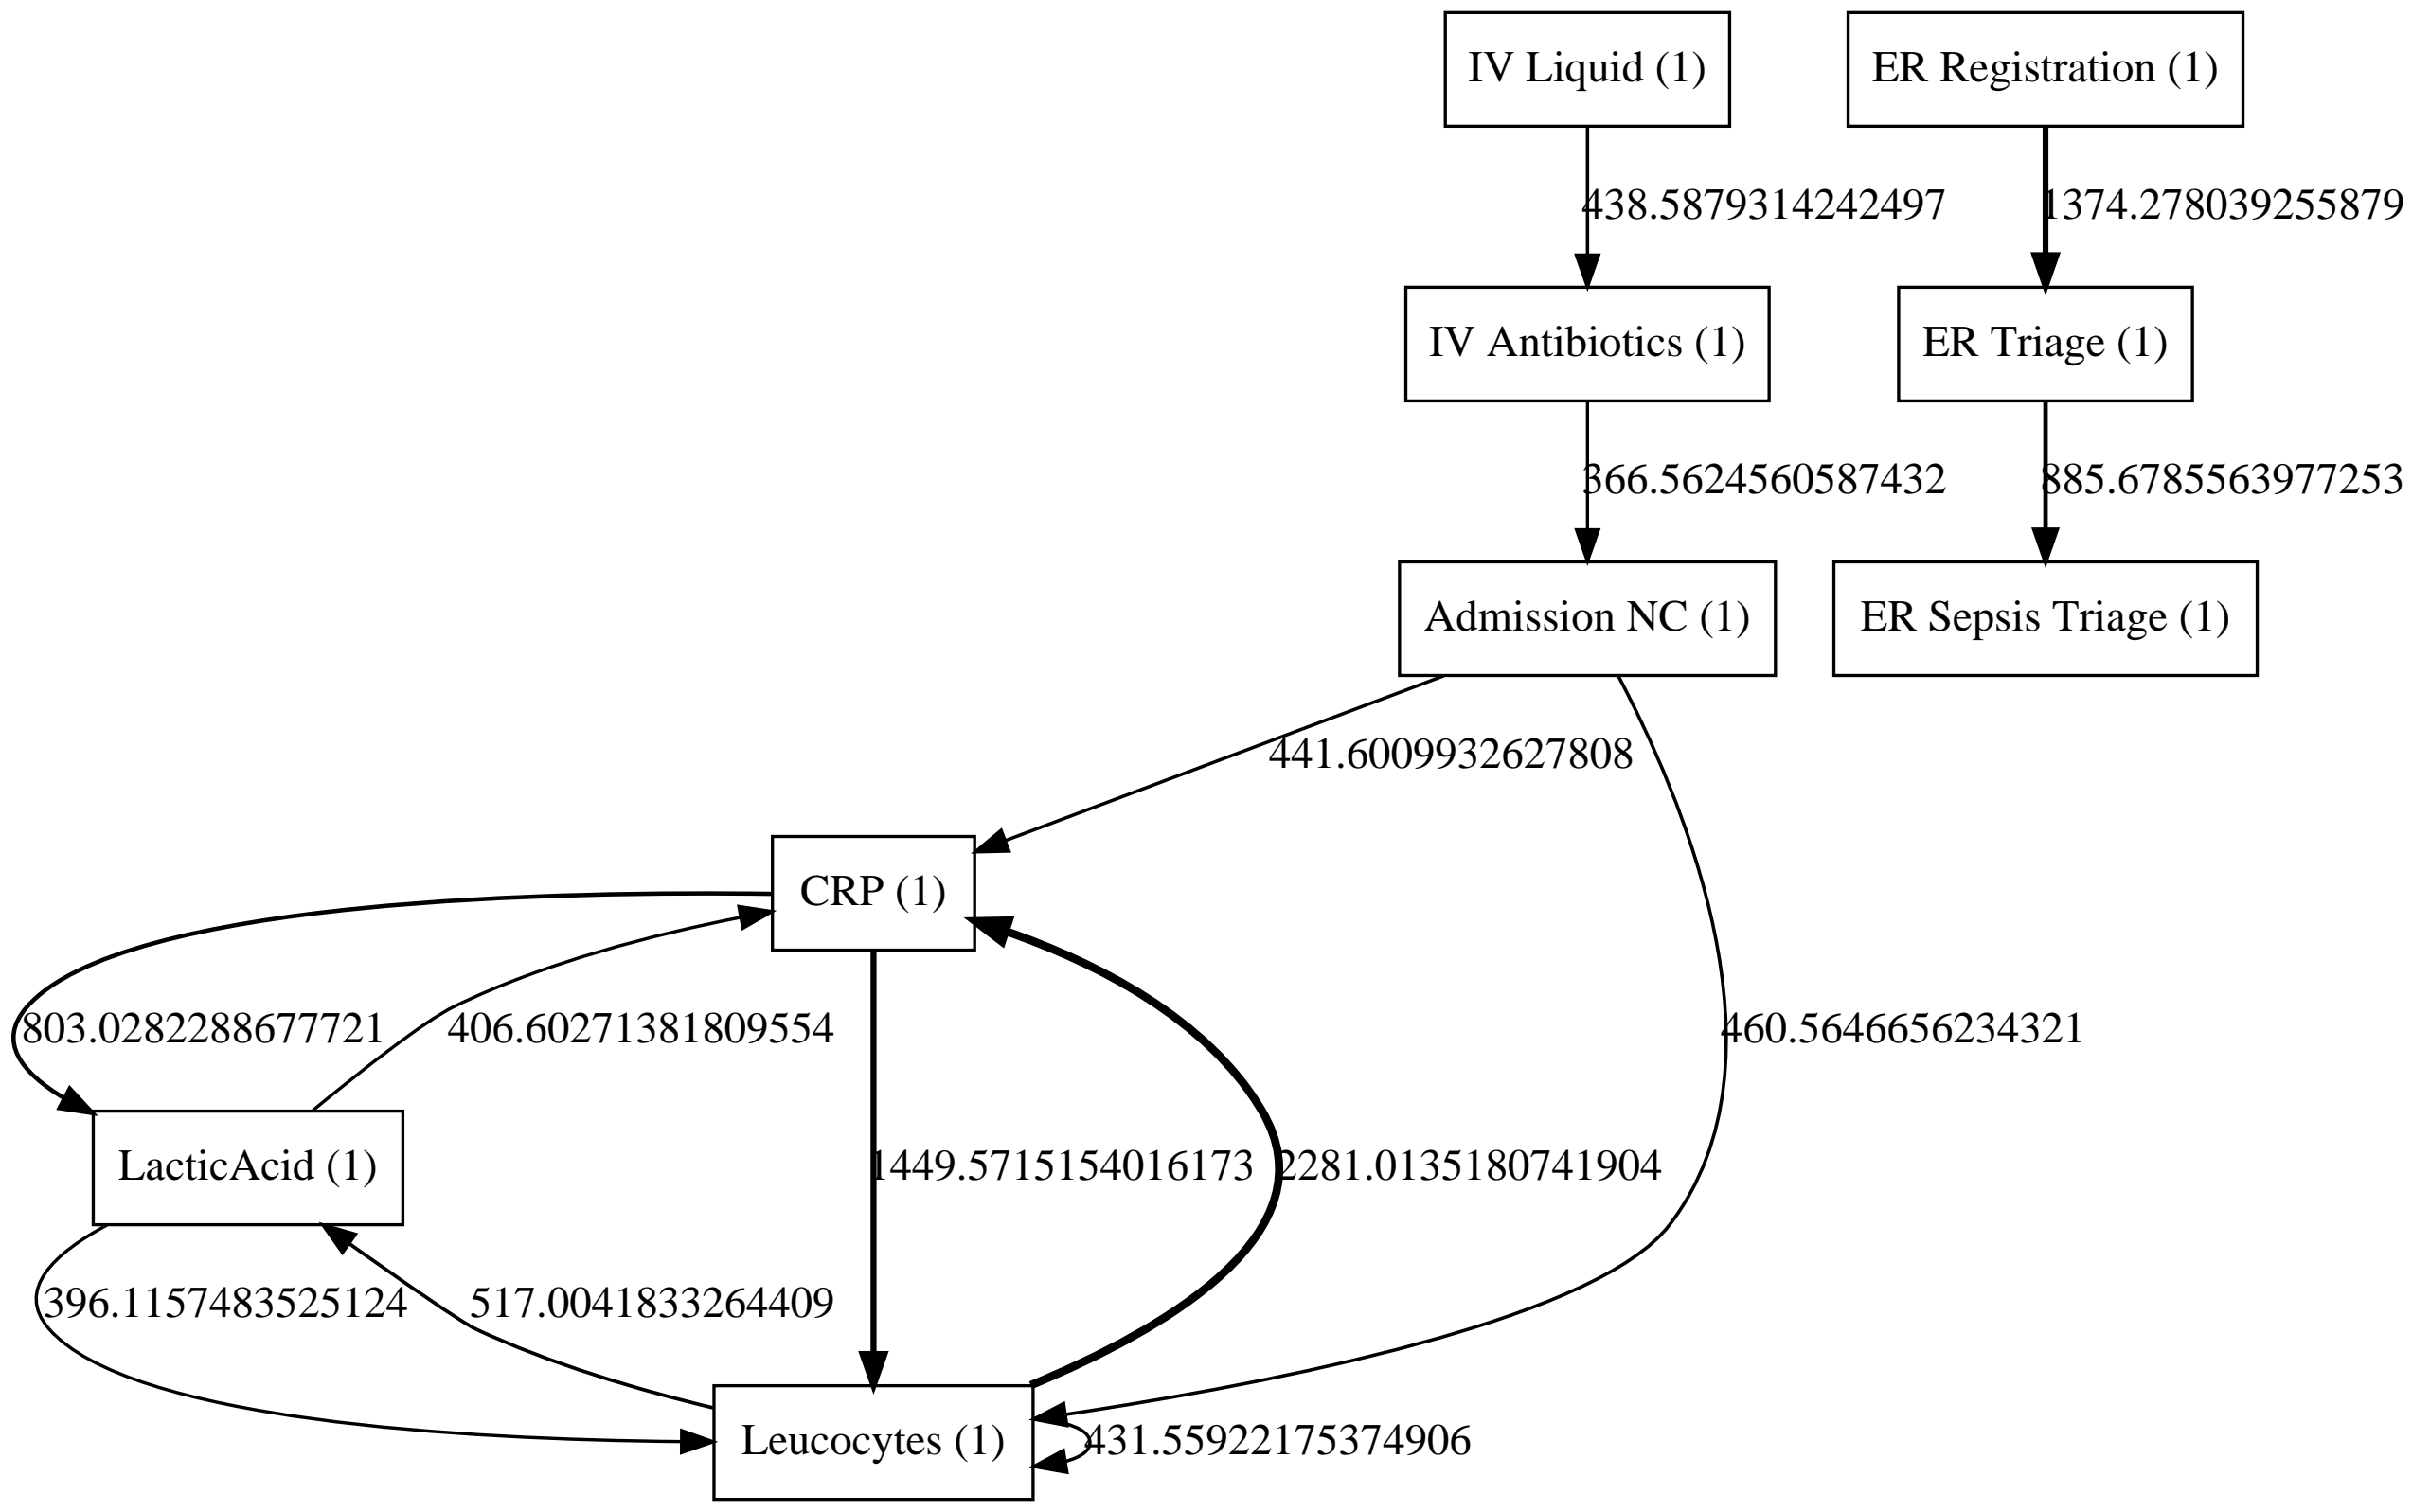 IV Liquid (1)
ER Registration (1)
438.5879314242497
1374.278039255879
IV Antibiotics (1)
ER Triage (1)
366.5624560587432
885.6785563977253
Admission NC (1)
ER Sepsis Triage (1)
441.6009932627808
CRP (1)
803.0282288677721
406.60271381809554
460.5646656234321
LacticAcid (1)
1449.5715154016173
2281.0135180741904
396.1157483525124
517.0041833264409
Leucocytes (1)
431.55922175374906